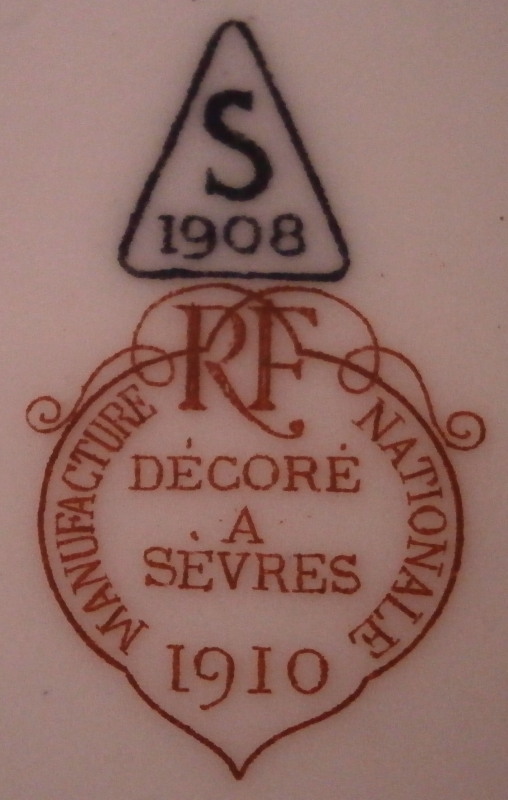 S
1908
RF
MANUFACTURE NATIONALE
DÉCORÉ
A
SÈVRES
1910